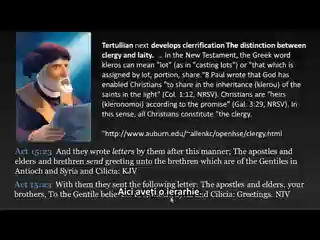 Tertullian next develops clerrification The distinction between
clergy and laity. ... In the New Testament, the Greek word
kleros can mean "lot" (as in "casting lots") or "that which is
assigned by lot, portion, share."8 Paul wrote that God has
enabled Christians "to share in the inheritance (klerou) of the
saints in the light" (Col. 1:12, NRSV). Christians are "heirs
(kleronomoi) according to the promise" (Gal. 3:29, NRSV). In
this sense, all Christians constitute "the clergy.
"http://www.auburn.edu/~allenkc/openhse/clergy.html
Act 15:23 And they wrote letters by them after this manner; The apostles and
elders and brethren send greeting unto the brethren which are of the Gentiles in
Antioch and Syria and Cilicia: KJV
Act 15:23 With them they sent the following letter: The apostles and elders, your
brothers, To the Gentile and Cilicia: Greetings. NIV
Aici aveți o ierarhie.